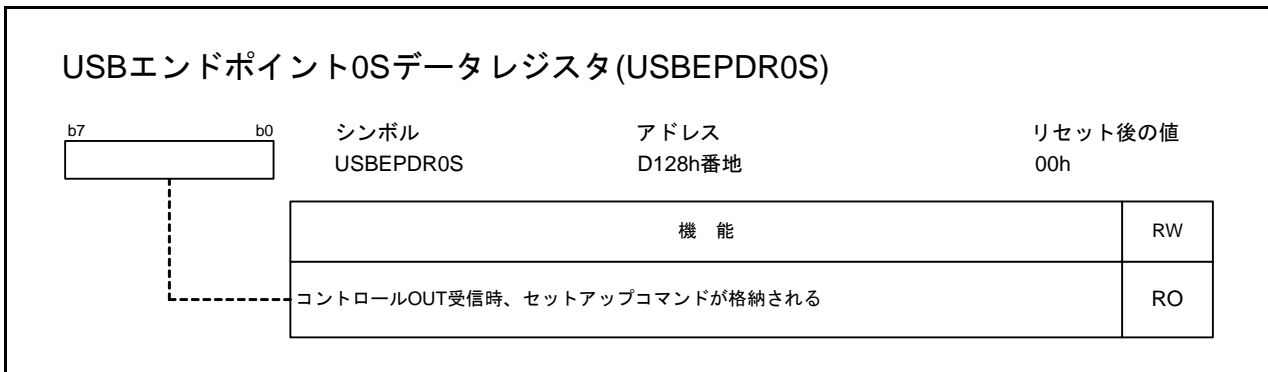 USBエンドポイント0Sデータレジスタ(USBEPDR0S)
b7 b0 シンボル アドレス リセット後の値
USBEPDR0S D128h番地 00h
機 能 RW
コントロールOUT受信時、セットアップコマンドが格納される RO